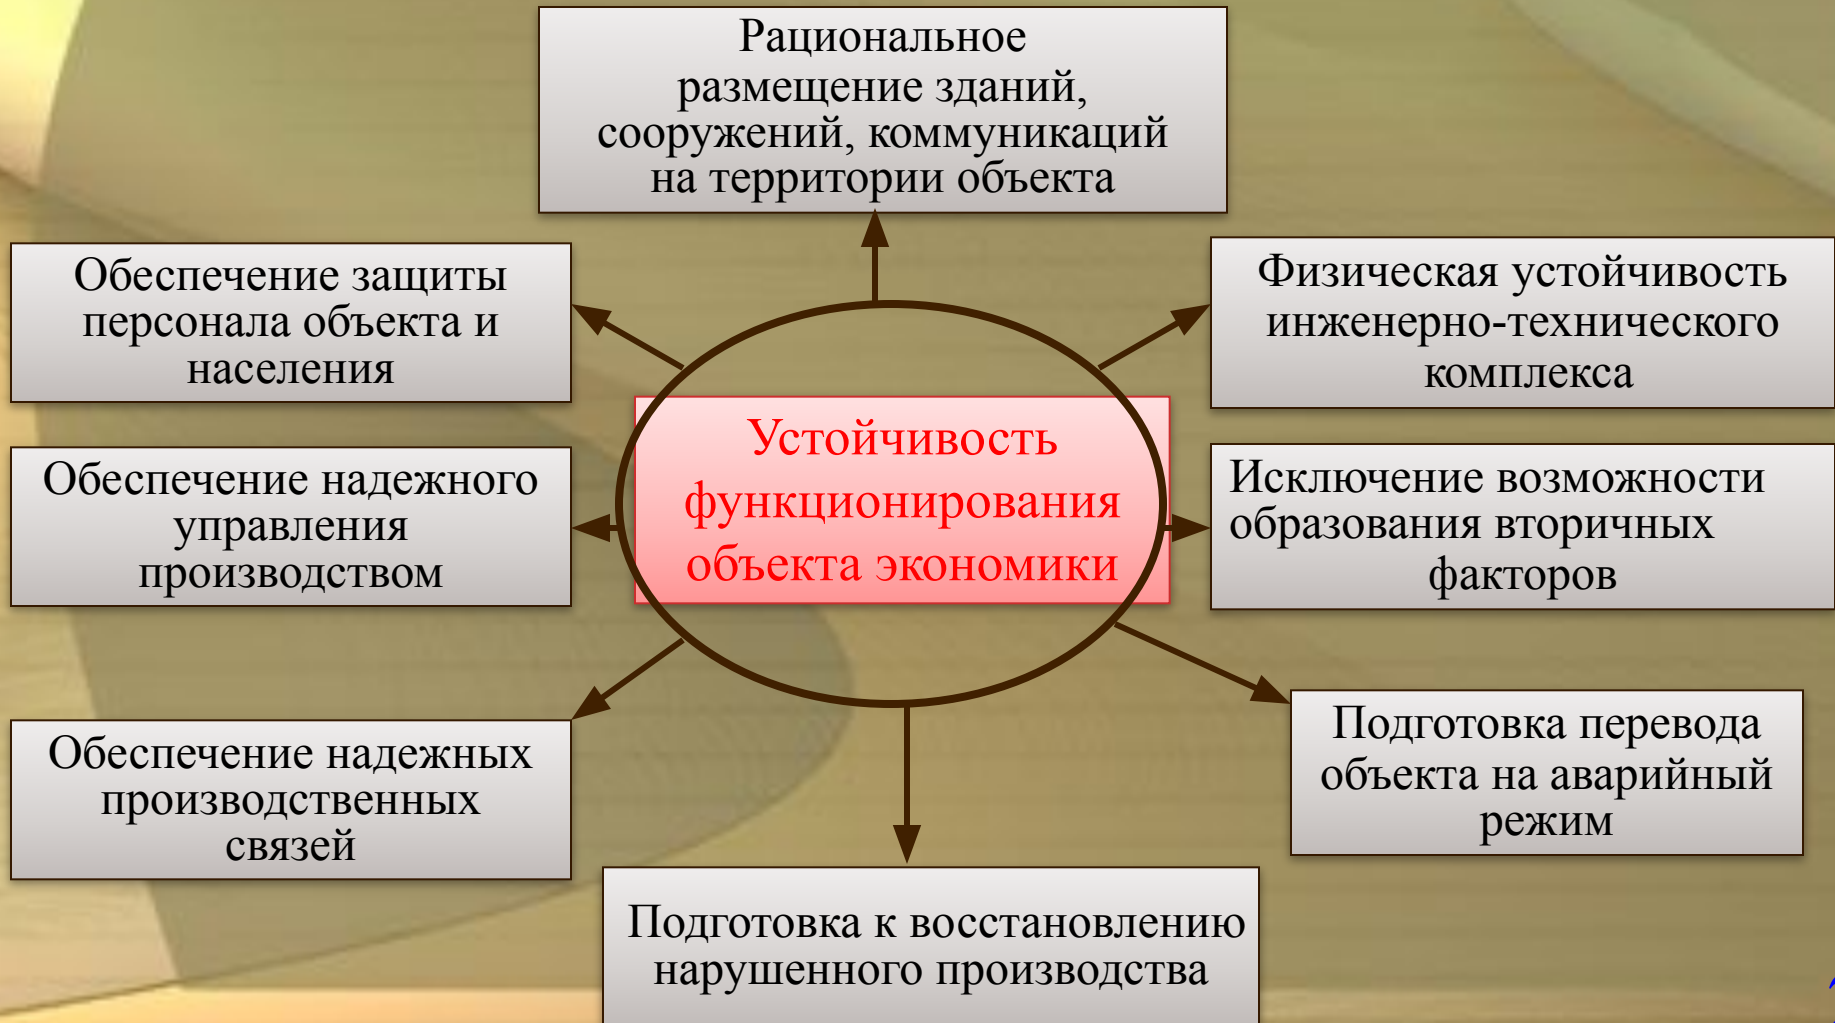 Рациональное
размещение зданий,
сооружений, коммуникаций
на территории объекта
Обеспечение защиты
персонала объекта и
населения
Физическая устойчивость
инженерно-технического
комплекса
Устойчивость
функционирования
объекта экономики
Обеспечение надежного
управления
производством
Исключение возможности
образования вторичных
факторов
Обеспечение надежных
производственных
связей
Подготовка перевода
объекта на аварийный
режим
Подготовка к восстановлению
нарушенного производства